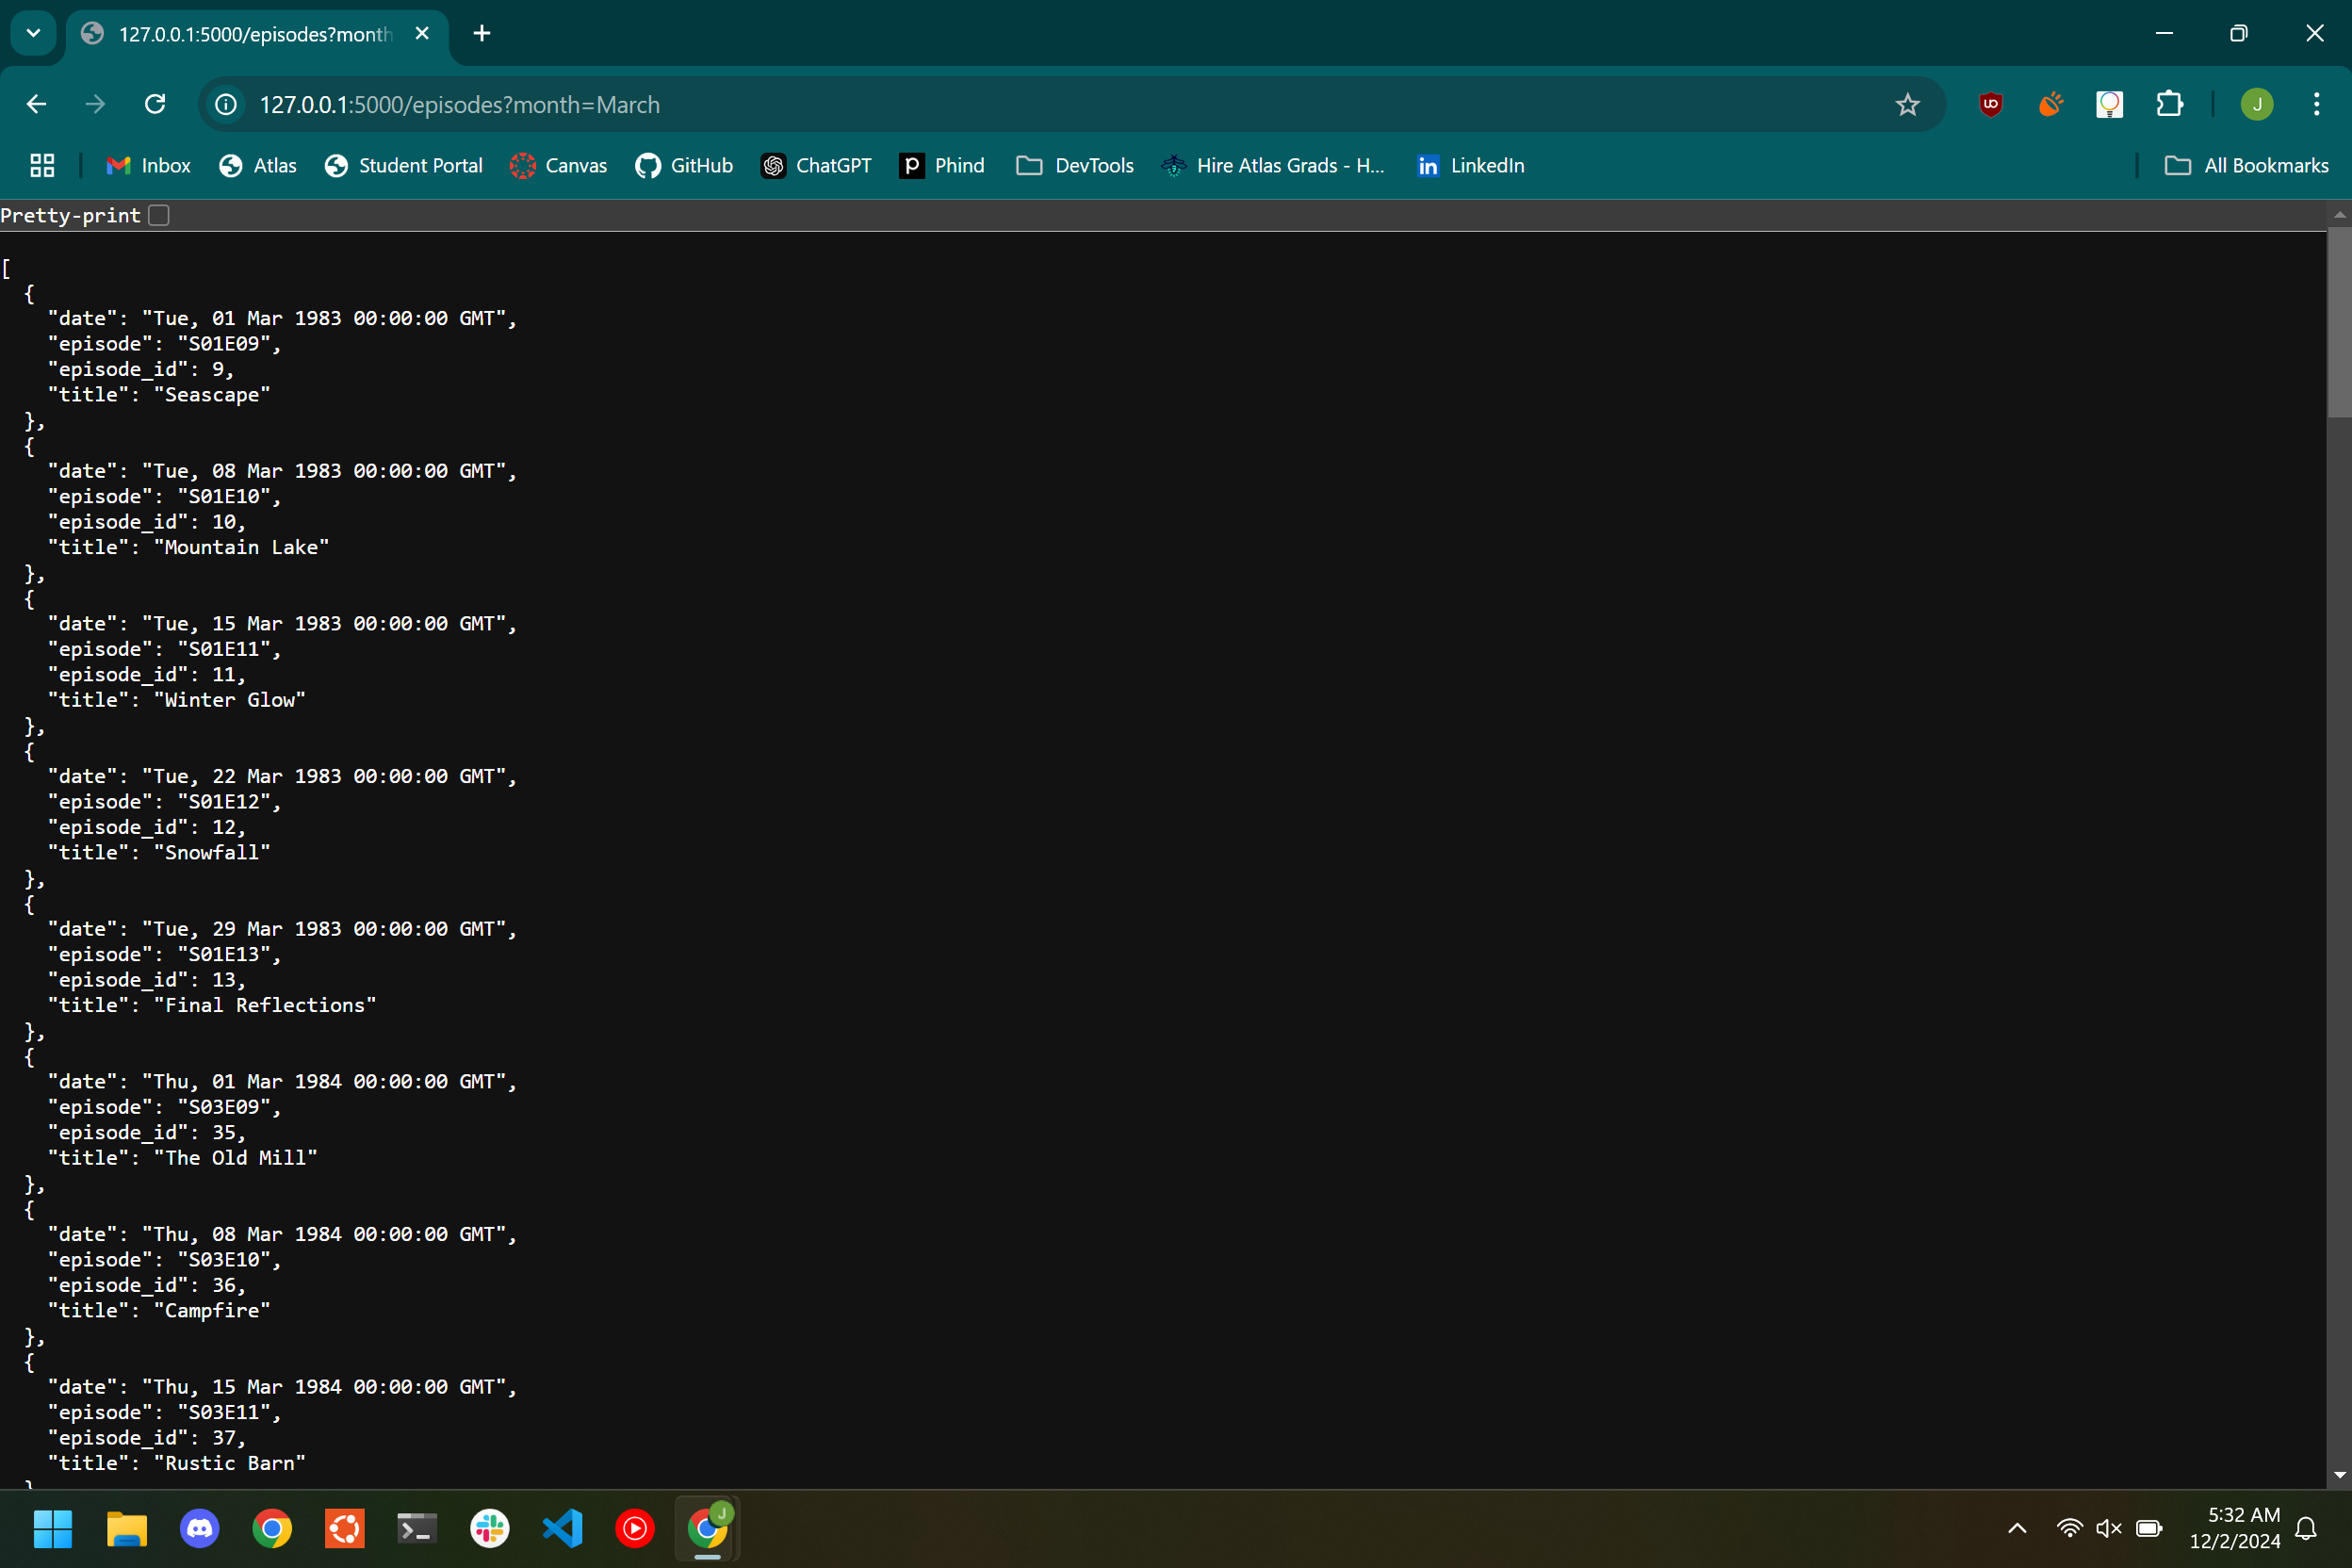 127.0.0.1:5000/episodes?month
127.0.0.1:5000/episodes?month=March
J
Inbox
Atlas
Student Portal
Canvas
GitHub
ChatGPT
Phind
DevTools
Hire Atlas Grads - H...
LinkedIn
All Bookmarks
Pretty-print
[
  {
    "date": "Tue, 01 Mar 1983 00:00:00 GMT",
    "episode": "S01E09",
    "episode_id": 9,
    "title": "Seascape"
  },
  {
    "date": "Tue, 08 Mar 1983 00:00:00 GMT",
    "episode": "S01E10",
    "episode_id": 10,
    "title": "Mountain Lake"
  },
  {
    "date": "Tue, 15 Mar 1983 00:00:00 GMT",
    "episode": "S01E11",
    "episode_id": 11,
    "title": "Winter Glow"
  },
  {
    "date": "Tue, 22 Mar 1983 00:00:00 GMT",
    "episode": "S01E12",
    "episode_id": 12,
    "title": "Snowfall"
  },
  {
    "date": "Tue, 29 Mar 1983 00:00:00 GMT",
    "episode": "S01E13",
    "episode_id": 13,
    "title": "Final Reflections"
  },
  {
    "date": "Thu, 01 Mar 1984 00:00:00 GMT",
    "episode": "S03E09",
    "episode_id": 35,
    "title": "The Old Mill"
  },
  {
    "date": "Thu, 08 Mar 1984 00:00:00 GMT",
    "episode": "S03E10",
    "episode_id": 36,
    "title": "Campfire"
  },
  {
    "date": "Thu, 15 Mar 1984 00:00:00 GMT",
    "episode": "S03E11",
    "episode_id": 37,
    "title": "Rustic Barn"
  }
J
5:32 AM
12/2/2024